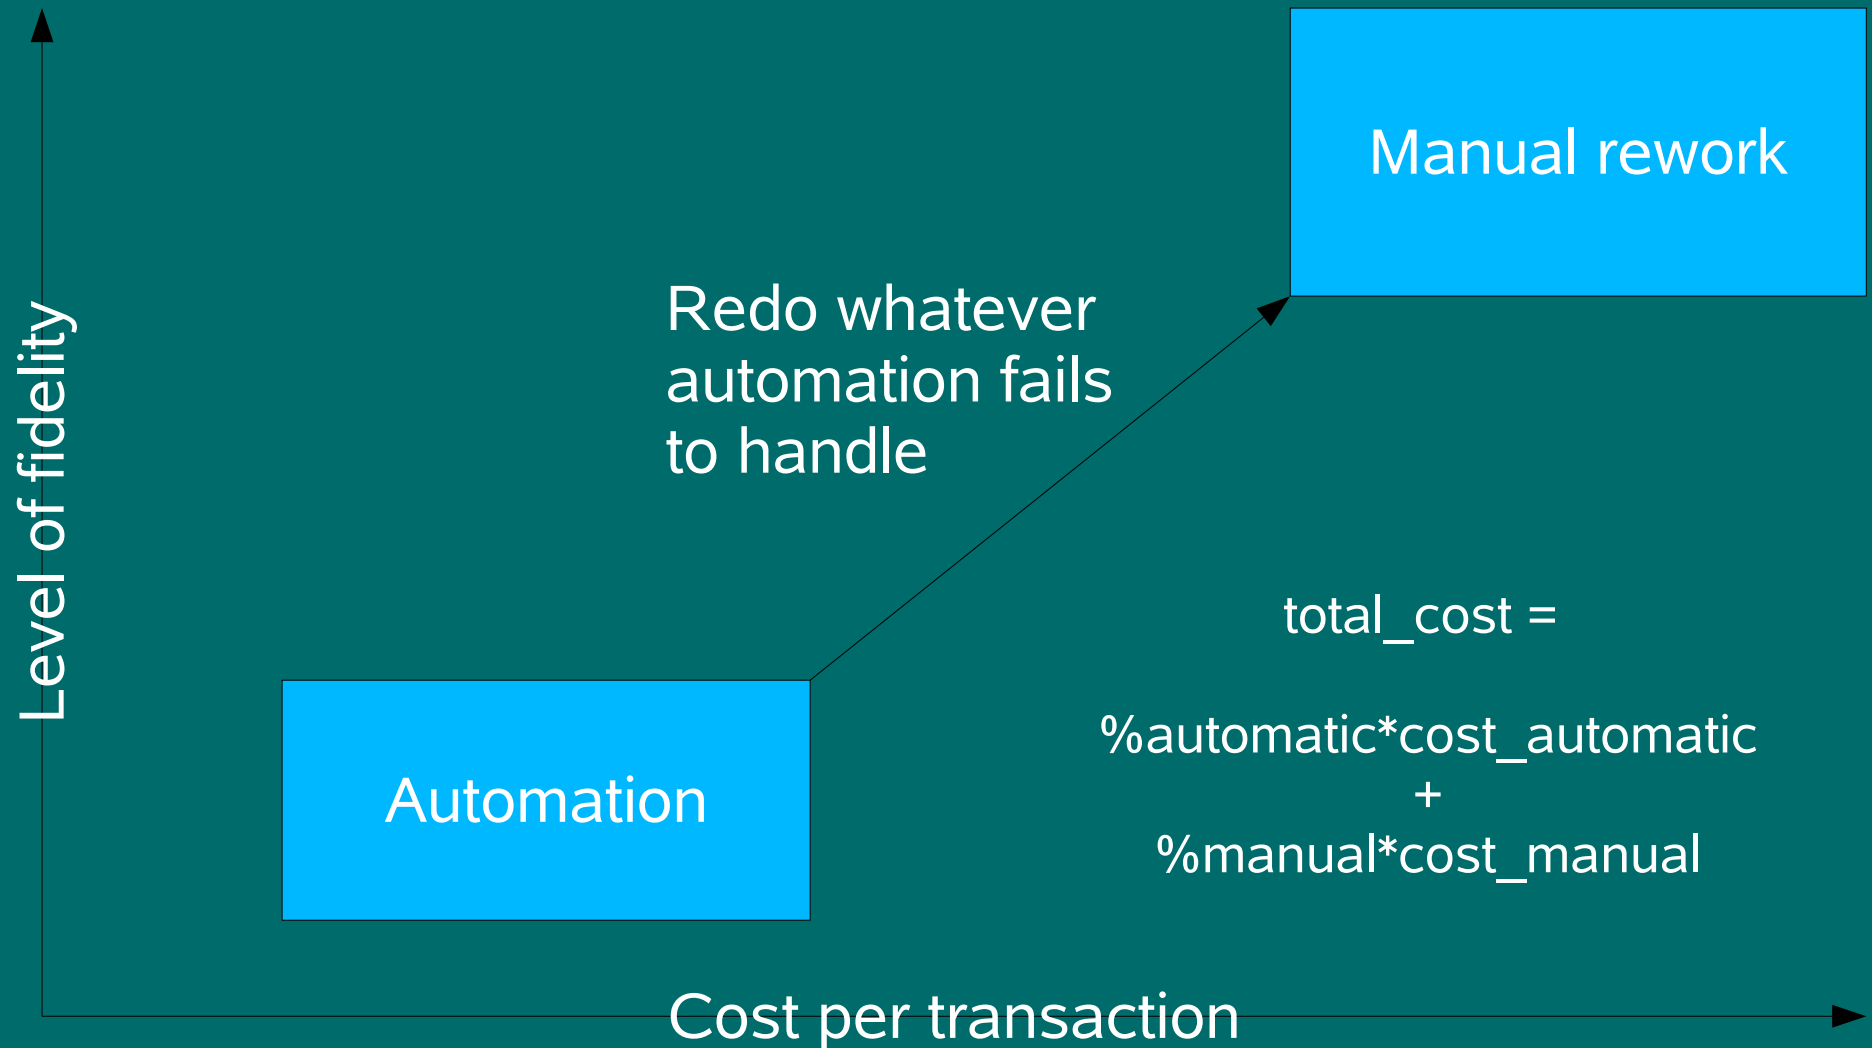 Manual rework
Redo whatever
automation fails
to handle
Level of fidelity
total_cost =
%automatic*cost_automatic
+
%manual*cost_manual
Automation
Cost per transaction